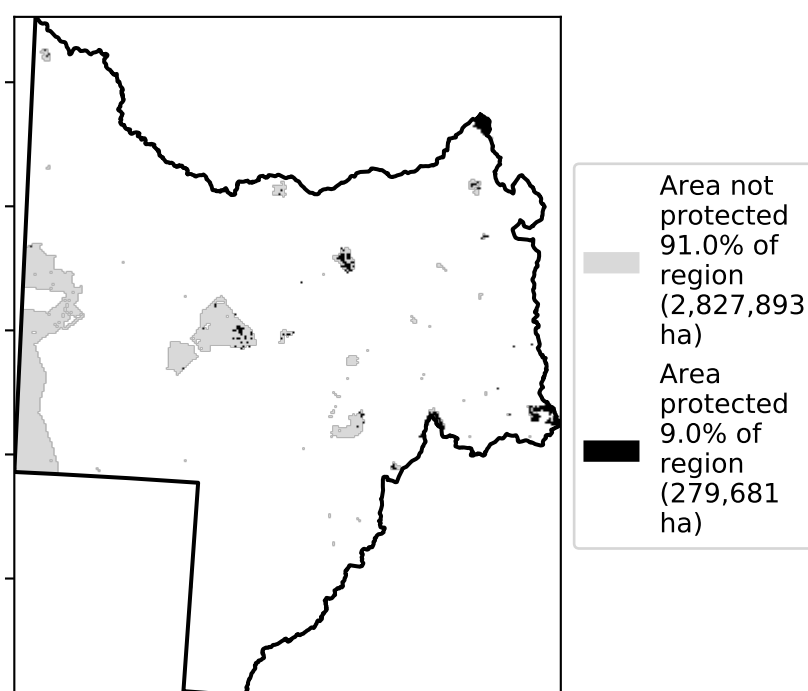 Area not
protected
91.0% of
region
(2,827,893
ha)
Area
protected
9.0% of
region
(279,681
ha)